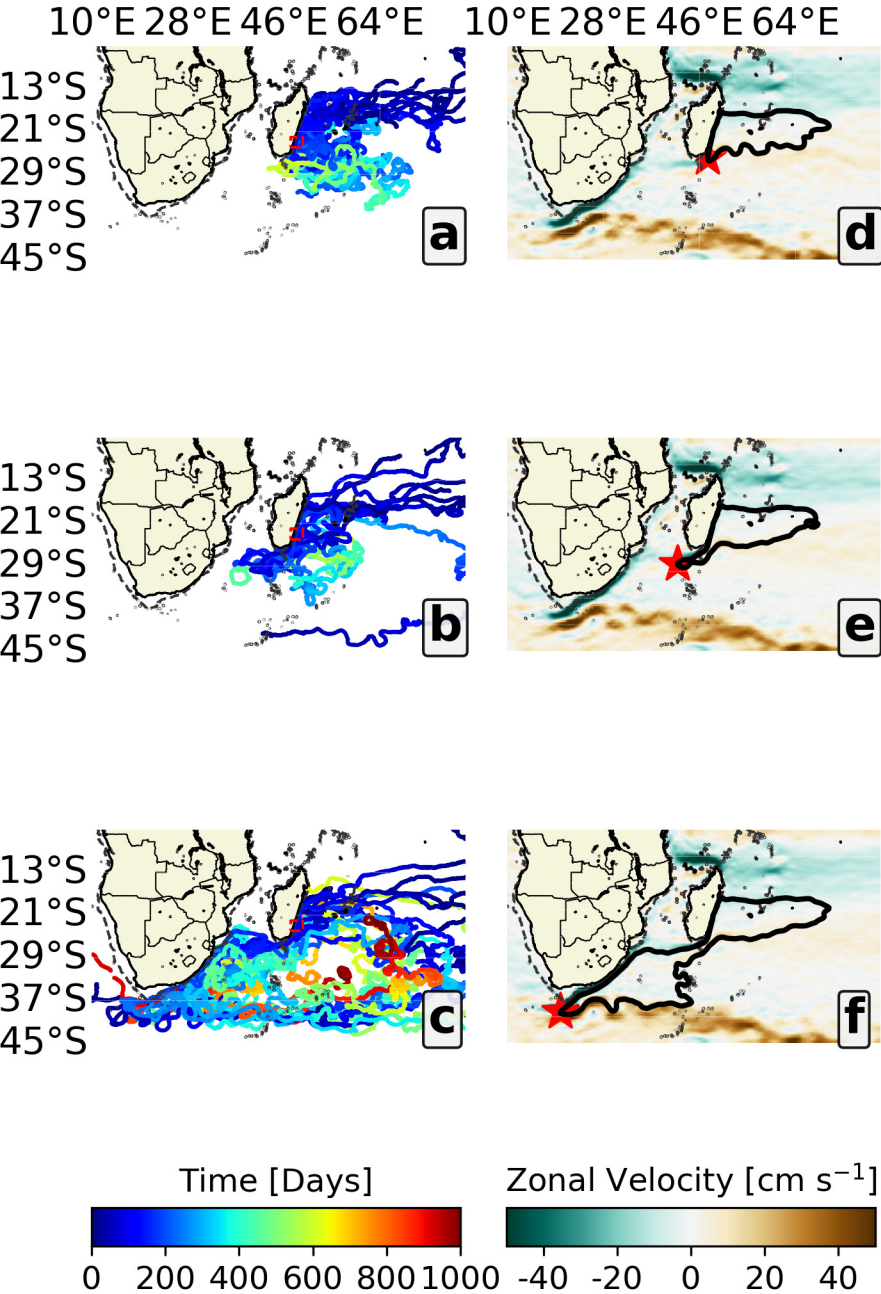 10°E 28°E 46°E 64°E 10°E 28°E 46°E 64°E
13°S
21°S
29°S
37°S
45°S
a
d
13°S
21°S
29°S
37°S
45°S
b
e
13°S
21°S
29°S
37°S
45°S
c
f
Time [Days]
0 200 400 600 800 1000
Zonal Velocity [cm s⁻¹]
-40 -20 0 20 40